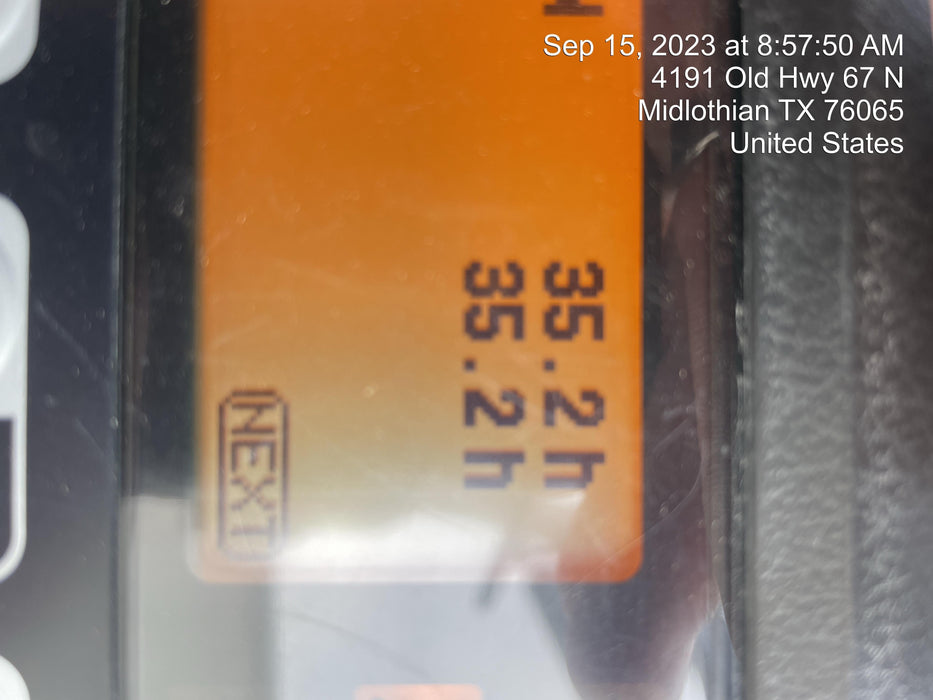 Sep 15, 2023 at 8:57:50 AM
4191 Old Hwy 67 N
Midlothian TX 76065
United States
35.2h
35.2h
NEXT